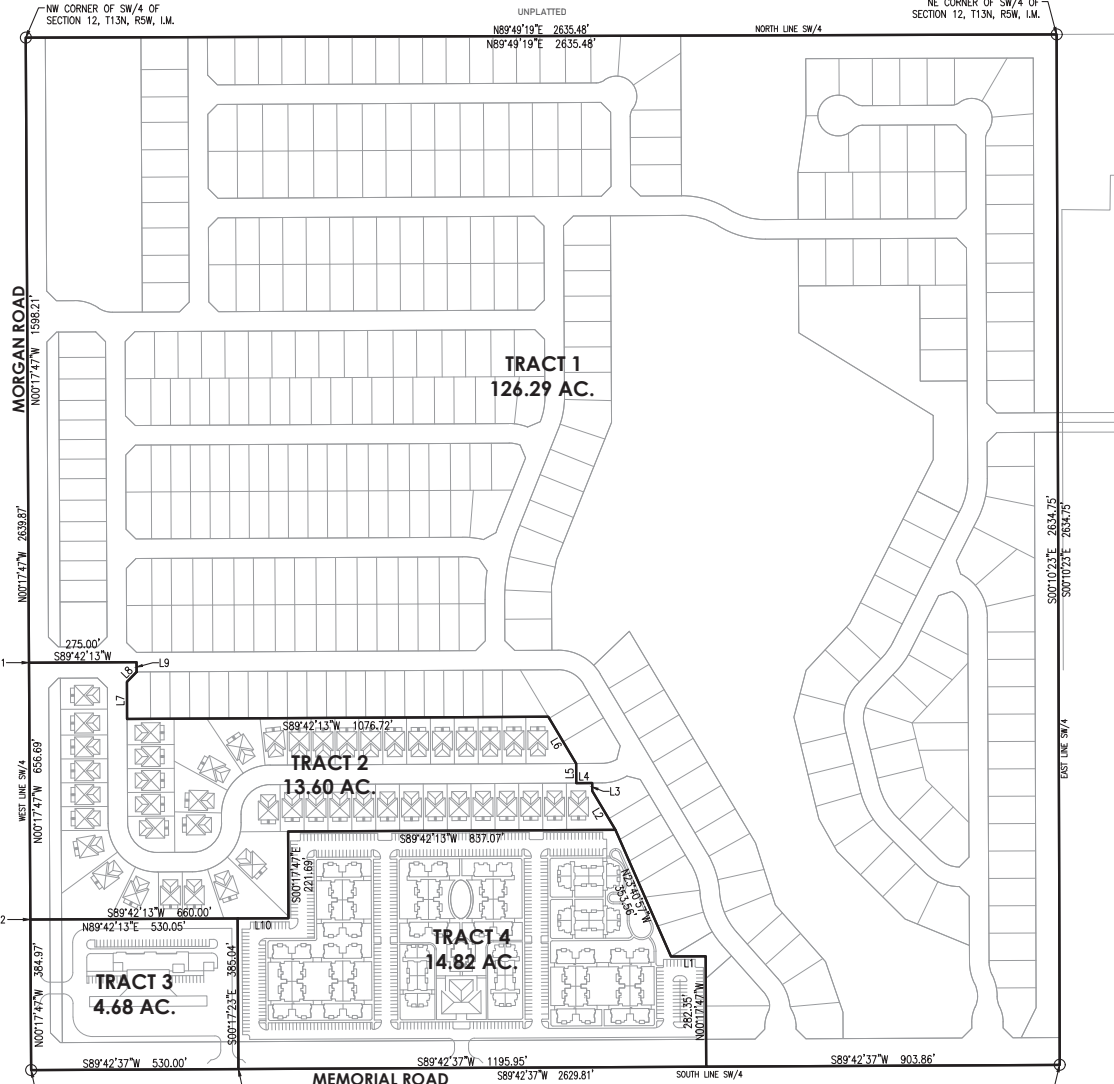 NW CORNER OF SW/4 OF
SECTION 12, T13N, R5W, I.M.
UNPLATTED
NE CORNER OF SW/4 OF
SECTION 12, T13N, R5W, I.M.
N89°49'19"E 2635.48'
N89°49'19"E 2635.48'
NORTH LINE SW/4
MORGAN ROAD
N00°17'47"W 1598.21'
TRACT 1
126.29 AC.
N00°17'47"W 2639.87'
S00°10'23"E 2634.75'
S00°10'23"E 2634.75'
EAST LINE SW/4
275.00'
S89°42'13"W
1
L9
L8
L7
S89°42'13"W 1076.72'
L6
TRACT 2
13.60 AC.
L5
L4
L3
L2
WEST LINE SW/4
N00°17'47"W 656.69'
S89°42'13"W 837.07'
S00°17'47"E
221.69'
N23°40'57"W
353.56'
2
S89°42'13"W 660.00'
N89°42'13"E 530.05'
L10
TRACT 4
14.82 AC.
L1
N00°17'47"W 384.97'
TRACT 3
4.68 AC.
S00°17'23"E 385.04'
282.35'
N00°17'47"W
S89°42'37"W 530.00'
S89°42'37"W 1195.95'
S89°42'37"W 903.86'
MEMORIAL ROAD
S89°42'37"W 2629.81'
SOUTH LINE SW/4